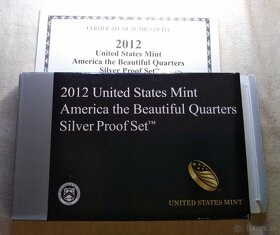 CERTIFICATE OF AUTHENTICITY
2012
United States Mint
America the Beautiful Quarters
Silver Proof Set™
2012 United States Mint
America the Beautiful Quarters
Silver Proof Set™
UNITED STATES MINT